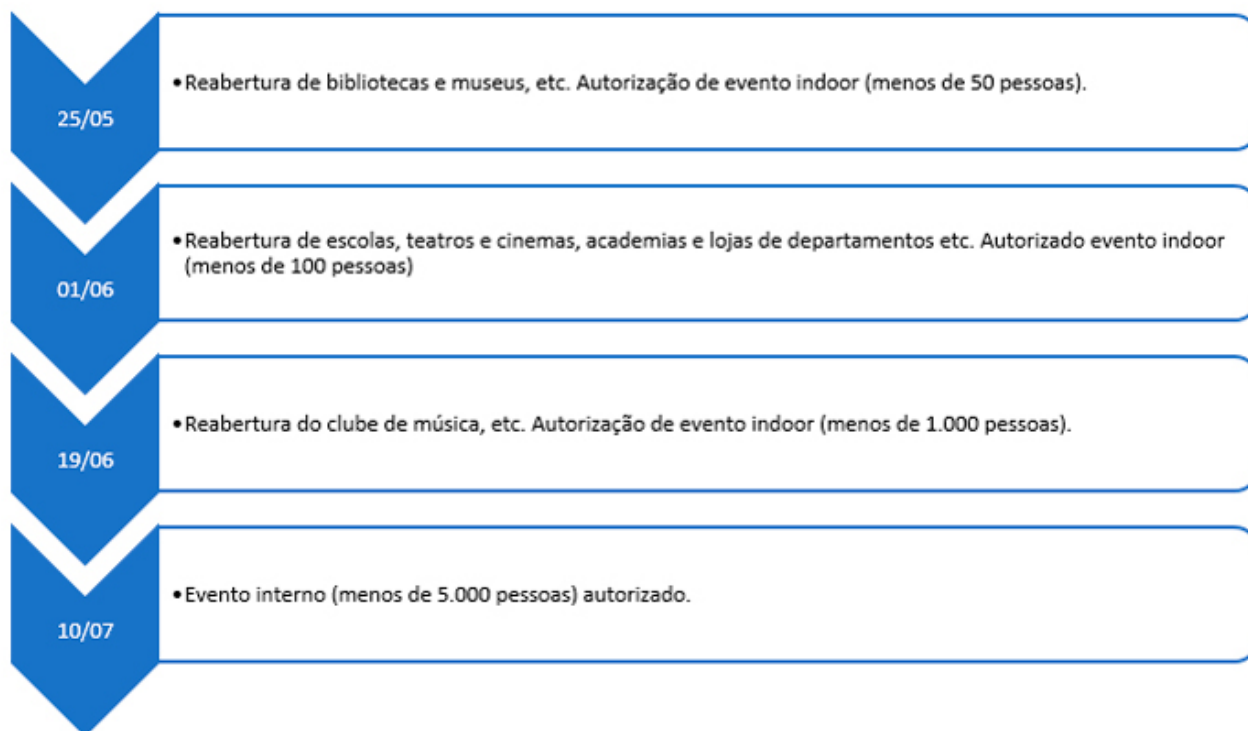 25/05
•Reabertura de bibliotecas e museus, etc. Autorização de evento indoor (menos de 50 pessoas).
01/06
•Reabertura de escolas, teatros e cinemas, academias e lojas de departamentos etc. Autorizado evento indoor
(menos de 100 pessoas)
19/06
•Reabertura do clube de música, etc. Autorização de evento indoor (menos de 1.000 pessoas).
10/07
•Evento interno (menos de 5.000 pessoas) autorizado.